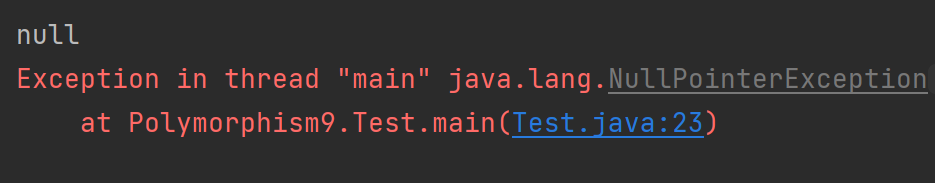 null
Exception in thread "main" java.lang.NullPointerException
at Polymorphism9.Test.main(Test.java:23)